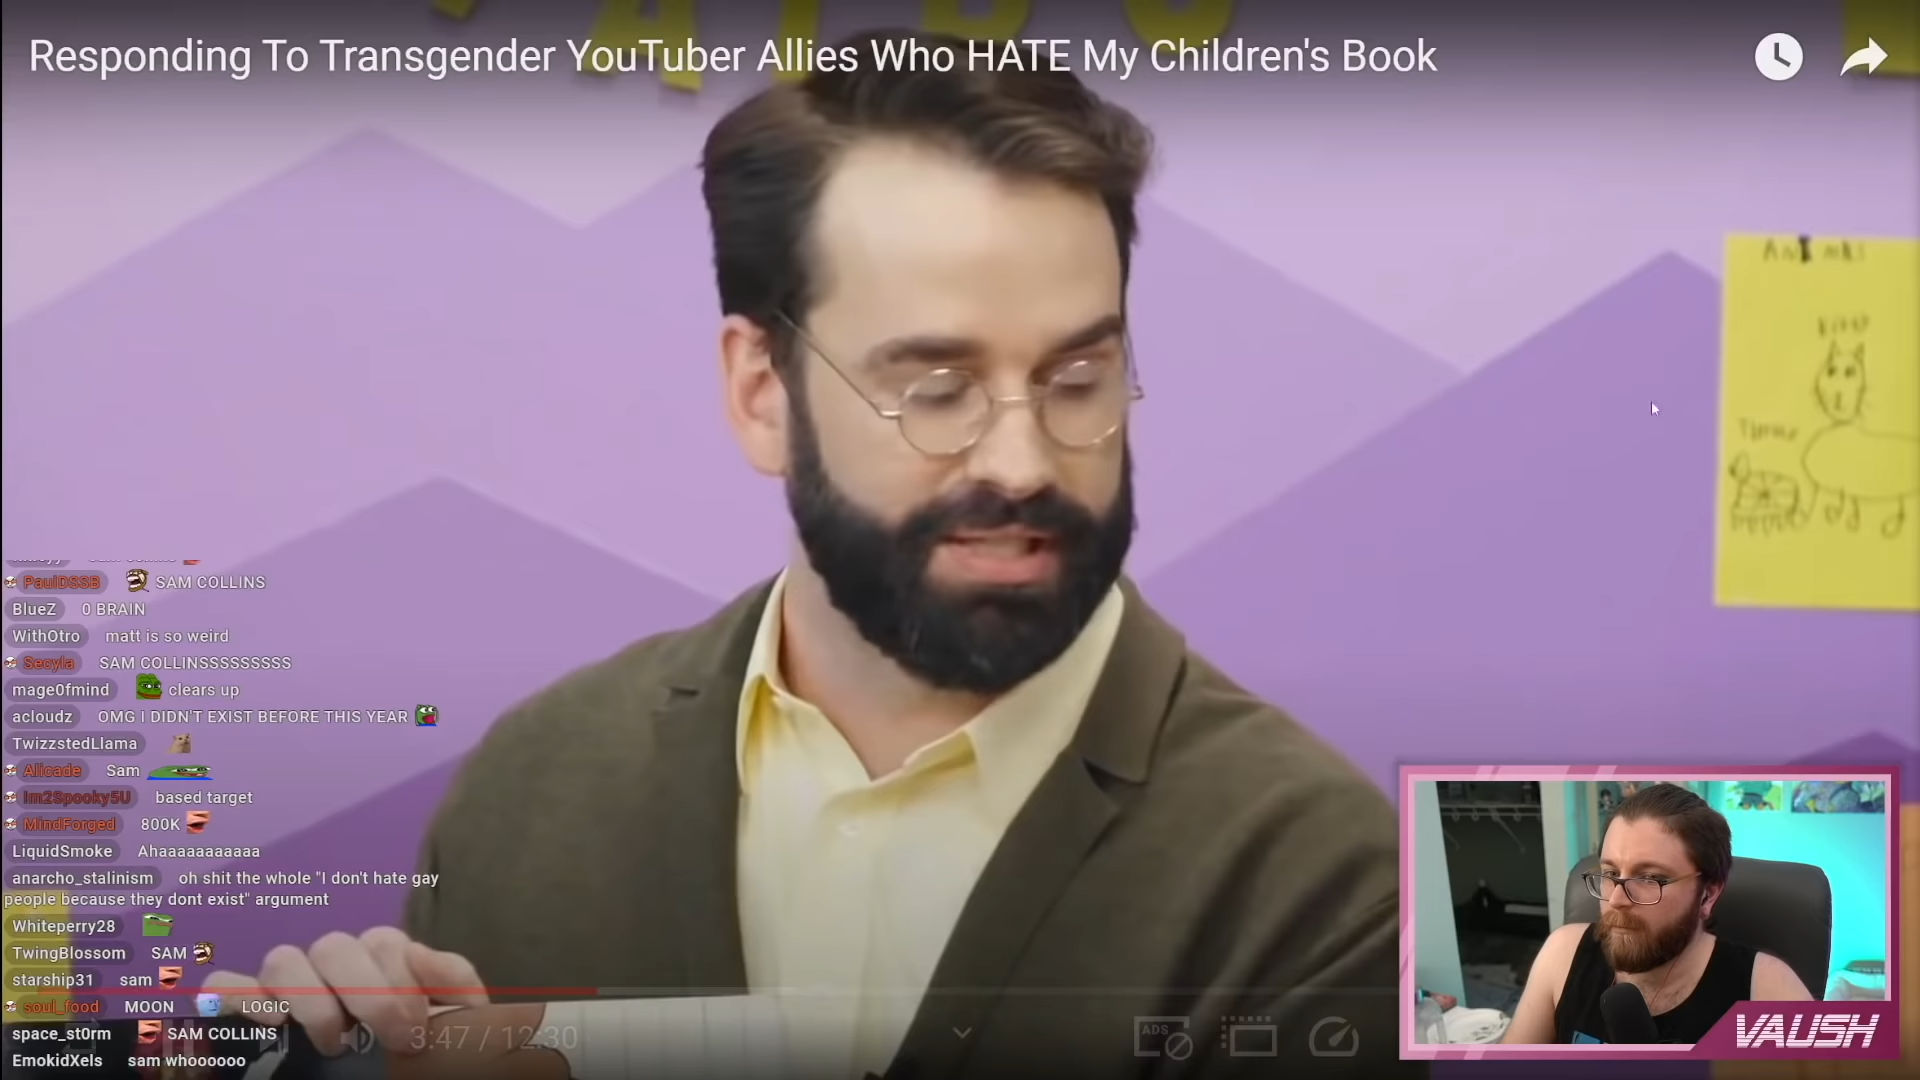 Responding To Transgender YouTuber Allies Who HATE My Children's Book
PaulDSSB SAM COLLINS
BlueZ 0 BRAIN
WithOtro matt is so weird
Secyla SAM COLLINSSSSSSSSS
mage0fmind clears up
acloudz OMG I DIDN'T EXIST BEFORE THIS YEAR
TwizzstedLlama
Alicade Sam
Im2Spooky5U based target
MindForged 800K
LiquidSmoke Ahaaaaaaaaaaa
anarcho_stalinism oh shit the whole "I don't hate gay
people because they dont exist" argument
Whiteperry28
TwingBlossom SAM
starship31 sam
soul_food MOON LOGIC
space_st0rm SAM COLLINS
EmokidXels sam whoooooo
3:47 / 12:30
ADS
VAUSH